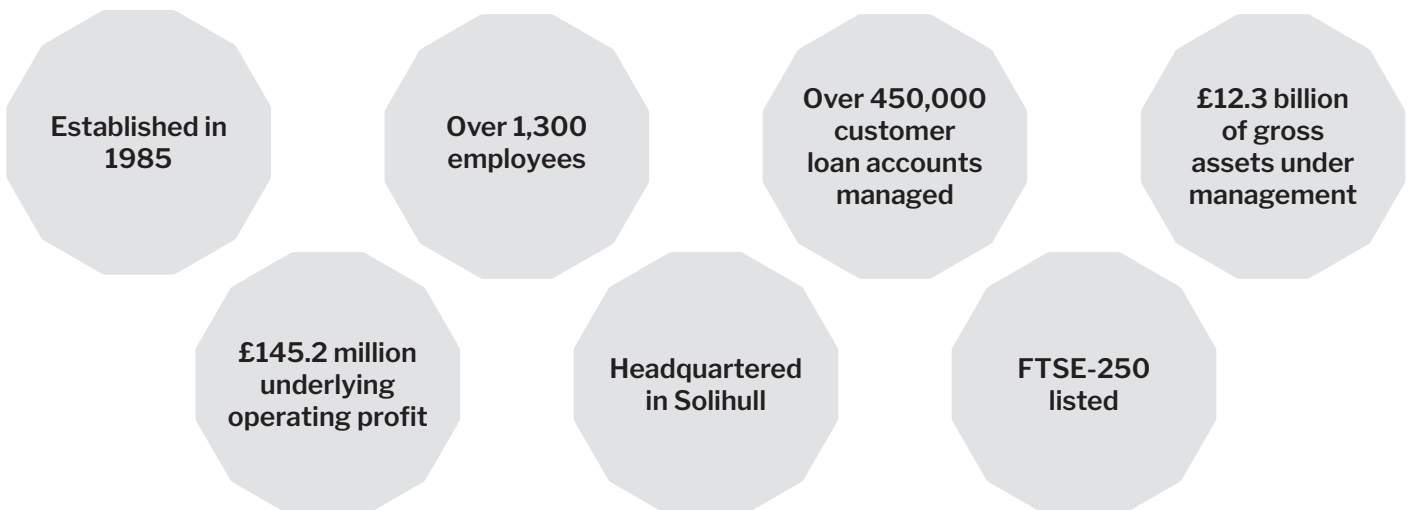 Established in
1985
Over 1,300
employees
Over 450,000
customer
loan accounts
managed
£12.3 billion
of gross
assets under
management
£145.2 million
underlying
operating profit
Headquartered
in Solihull
FTSE-250
listed